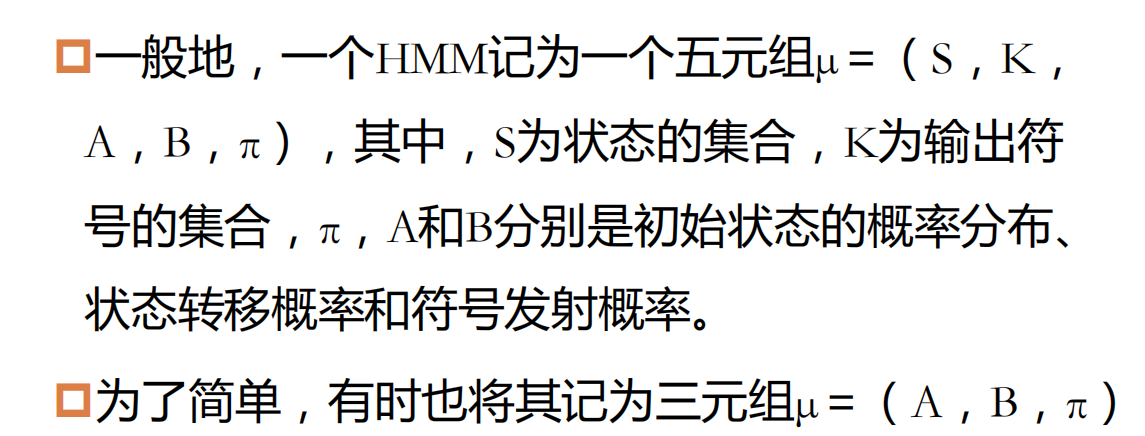 一般地，一个HMM记为一个五元组μ =（ S，K，
A，B，π ），其中，S为状态的集合，K为输出符
号的集合，π，A和B分别是初始状态的概率分布、
状态转移概率和符号发射概率。
为了简单，有时也将其记为三元组μ =（ A，B，π ）